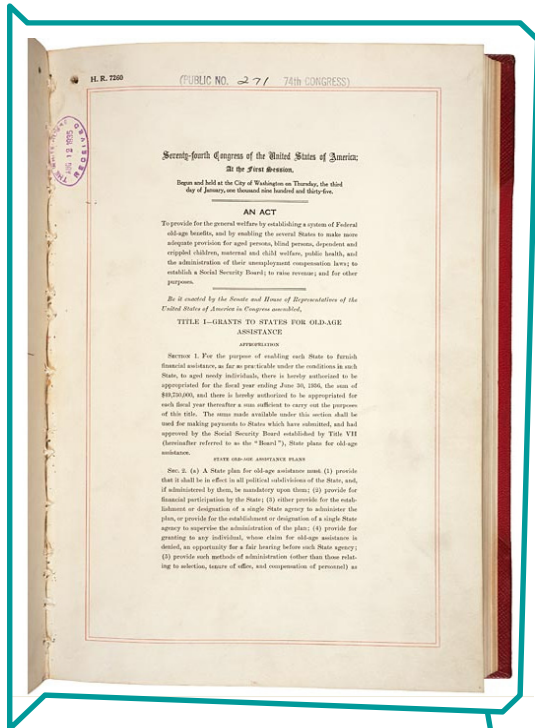 H. R. 7260
(PUBLIC NO. 271 74th CONGRESS)
THE WHITE HOUSE
AUG 12 1935
RECEIVED
Seventy-fourth Congress of the United States of America;
At the First Session,
Begun and held at the City of Washington on Thursday, the third
day of January, one thousand nine hundred and thirty-five.
AN ACT
To provide for the general welfare by establishing a system of Federal
old-age benefits, and by enabling the several States to make more
adequate provision for aged persons, blind persons, dependent and
crippled children, maternal and child welfare, public health, and
the administration of their unemployment compensation laws; to
establish a Social Security Board; to raise revenue; and for other
purposes.
Be it enacted by the Senate and House of Representatives of the
United States of America in Congress assembled,
TITLE I—GRANTS TO STATES FOR OLD-AGE
ASSISTANCE
APPROPRIATION
SECTION 1. For the purpose of enabling each State to furnish
financial assistance, as far as practicable under the conditions in such
State, to aged needy individuals, there is hereby authorized to be
appropriated for the fiscal year ending June 30, 1936, the sum of
$49,750,000, and there is hereby authorized to be appropriated for
each fiscal year thereafter a sum sufficient to carry out the purposes
of this title. The sums made available under this section shall be
used for making payments to States which have submitted, and had
approved by the Social Security Board established by Title VII
(hereinafter referred to as the "Board"), State plans for old-age
assistance.
STATE OLD-AGE ASSISTANCE PLANS
SEC. 2. (a) A State plan for old-age assistance must (1) provide
that it shall be in effect in all political subdivisions of the State, and,
if administered by them, be mandatory upon them; (2) provide for
financial participation by the State; (3) either provide for the estab-
lishment or designation of a single State agency to administer the
plan, or provide for the establishment or designation of a single State
agency to supervise the administration of the plan; (4) provide for
granting to any individual, whose claim for old-age assistance is
denied, an opportunity for a fair hearing before such State agency;
(5) provide such methods of administration (other than those relat-
ing to selection, tenure of office, and compensation of personnel) as